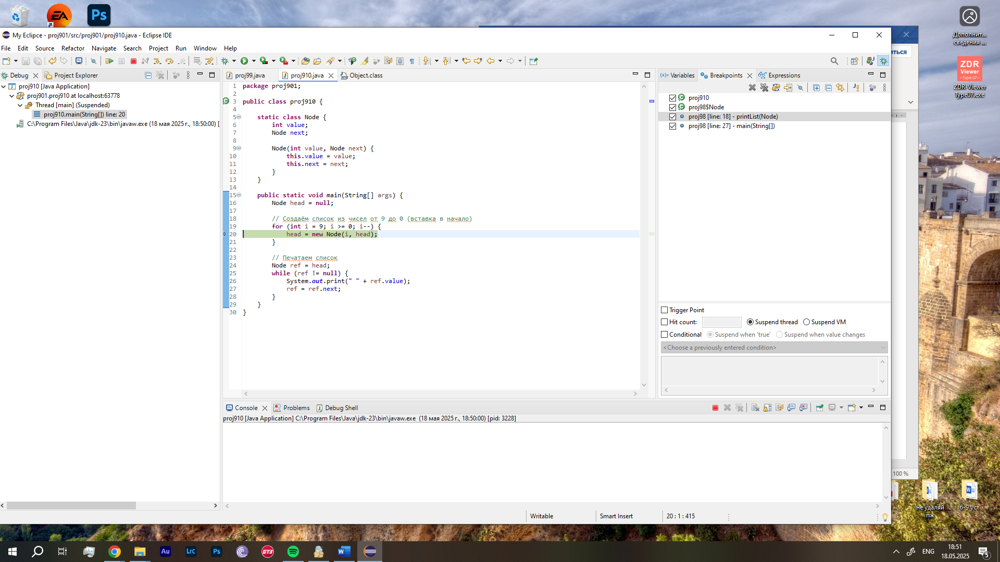 My Eclipce - proj901/src/proj901/proj910.java - Eclipse IDE
File Edit Source Refactor Navigate Search Project Run Window Help
Debug Project Explorer
proj910 [Java Application]
proj901.proj910 at localhost:63778
Thread [main] (Suspended)
proj910.main(String[]) line: 20
C:\Program Files\Java\jdk-23\bin\javaw.exe (18 мая 2025 г., 18:50:00) [
proj99.java proj910.java Object.class
1 package proj901;
2
3 public class proj910 {
4
5 static class Node {
6 int value;
7 Node next;
8
9 Node(int value, Node next) {
10 this.value = value;
11 this.next = next;
12 }
13 }
14
15 public static void main(String[] args) {
16 Node head = null;
17
18 // Создаём список из чисел от 9 до 0 (вставка в начало)
19 for (int i = 9; i >= 0; i--) {
20 head = new Node(i, head);
21 }
22
23 // Печатаем список
24 Node ref = head;
25 while (ref != null) {
26 System.out.print(" " + ref.value);
27 ref = ref.next;
28 }
29 }
30 }
(x)= Variables Breakpoints Expressions
proj910
proj98$Node
proj98 [line: 18] - printList(Node)
proj98 [line: 27] - main(String[])
Trigger Point
Hit count: Suspend thread Suspend VM
Conditional Suspend when 'true' Suspend when value changes
<Choose a previously entered condition>
Console Problems Debug Shell
proj910 [Java Application] C:\Program Files\Java\jdk-23\bin\javaw.exe (18 мая 2025 г., 18:50:00) [pid: 3228]
Writable Smart Insert 20 : 1 : 415
EA
Ps
Дополнит...
сведения ...
ться
ZDR
Viewer
~Type 07~
ZDR-Viewer
Type07.exe
100 %
не удаляй
пж
6-9 уст
Au Lrc Ps GT3
ENG
18:51
18.05.2025
5